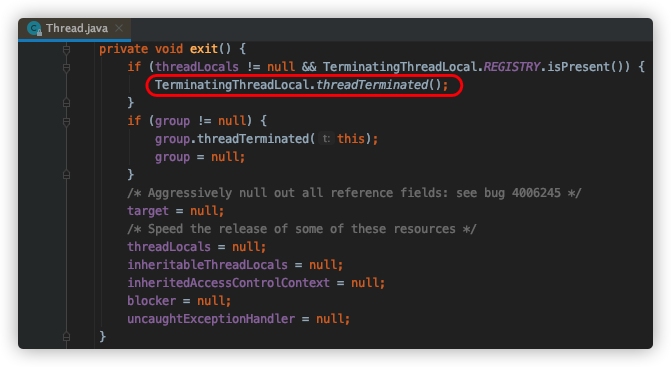 Thread.java
private void exit() {
if (threadLocals != null && TerminatingThreadLocal.REGISTRY.isPresent()) {
TerminatingThreadLocal.threadTerminated();
}
if (group != null) {
group.threadTerminated( t: this);
group = null;
}
/* Aggressively null out all reference fields: see bug 4006245 */
target = null;
/* Speed the release of some of these resources */
threadLocals = null;
inheritableThreadLocals = null;
inheritedAccessControlContext = null;
blocker = null;
uncaughtExceptionHandler = null;
}